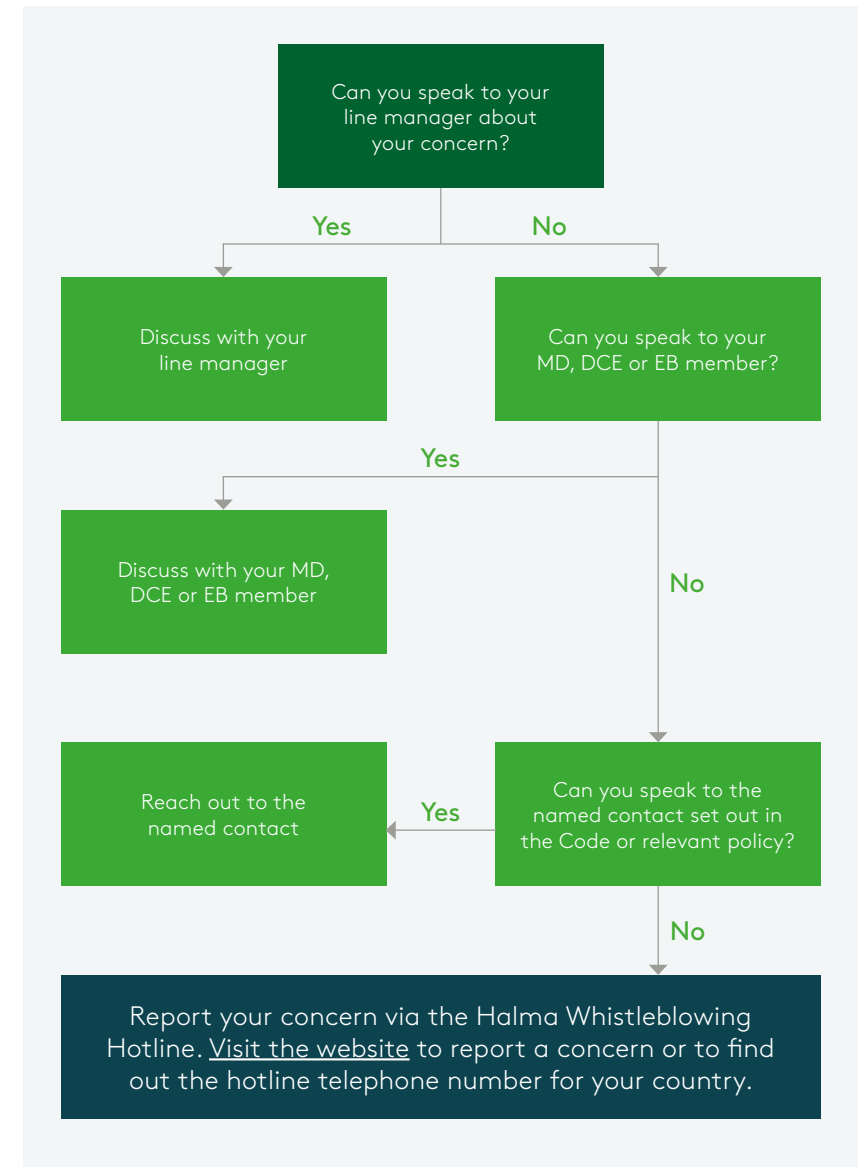 Can you speak to your
line manager about
your concern?
Yes
No
Discuss with your
line manager
Can you speak to your
MD, DCE or EB member?
Yes
Discuss with your MD,
DCE or EB member
No
Reach out to the
named contact
Yes
Can you speak to the
named contact set out in
the Code or relevant policy?
No
Report your concern via the Halma Whistleblowing
Hotline. Visit the website to report a concern or to find
out the hotline telephone number for your country.